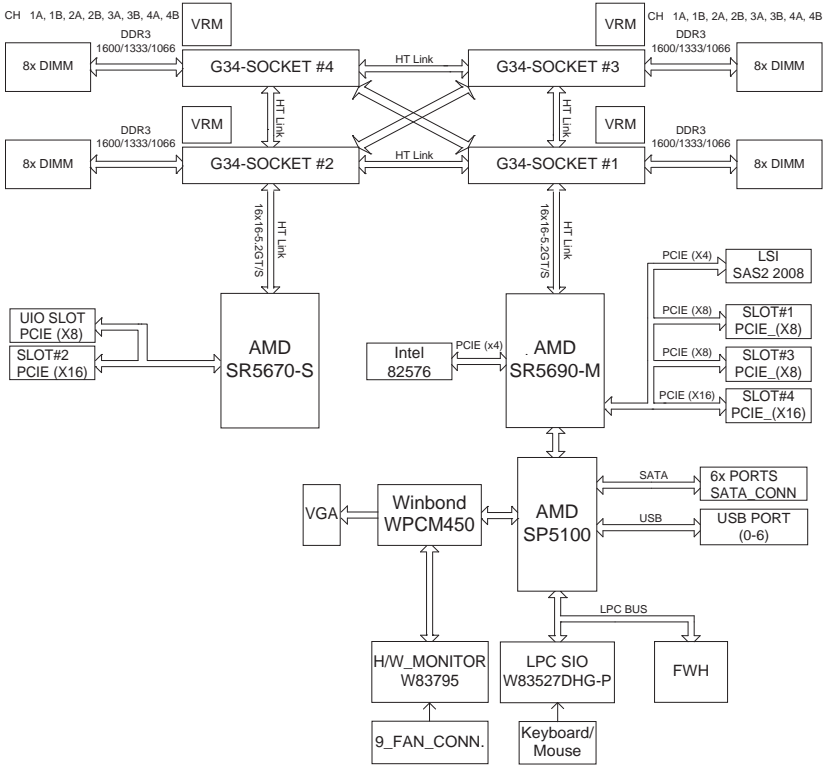 CH 1A, 1B, 2A, 2B, 3A, 3B, 4A, 4B
VRM
VRM
CH 1A, 1B, 2A, 2B, 3A, 3B, 4A, 4B
DDR3
1600/1333/1066
DDR3
1600/1333/1066
8x DIMM
G34-SOCKET #4
HT Link
G34-SOCKET #3
8x DIMM
HT Link
HT Link
VRM
VRM
DDR3
1600/1333/1066
DDR3
1600/1333/1066
8x DIMM
G34-SOCKET #2
HT Link
G34-SOCKET #1
8x DIMM
HT Link
16x16-5.2GT/S
HT Link
16x16-5.2GT/S
PCIE (X4)
LSI
SAS2 2008
UIO SLOT
PCIE (X8)
SLOT#2
PCIE (X16)
AMD
SR5670-S
Intel
82576
PCIE (x4)
AMD
SR5690-M
PCIE (X8)
SLOT#1
PCIE_(X8)
PCIE (X8)
SLOT#3
PCIE_(X8)
PCIE (X16)
SLOT#4
PCIE_(X16)
VGA
Winbond
WPCM450
AMD
SP5100
SATA
6x PORTS
SATA_CONN
USB
USB PORT
(0-6)
LPC BUS
H/W_MONITOR
W83795
LPC SIO
W83527DHG-P
FWH
9_FAN_CONN.
Keyboard/
Mouse